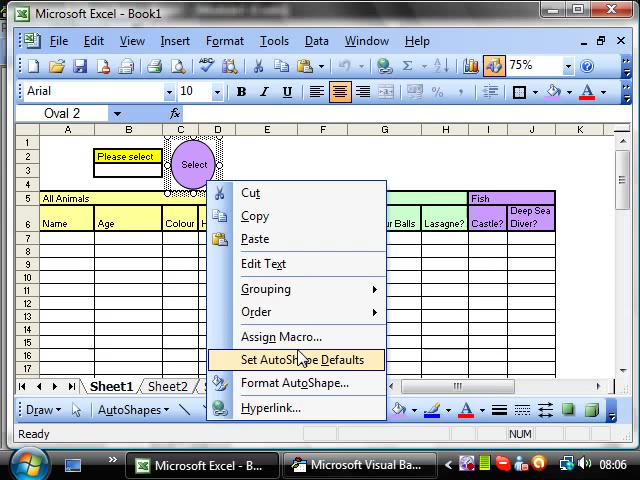 Microsoft Excel - Book1
File Edit View Insert Format Tools Data Window Help
75%
Arial 10 B I U
Oval 2 fx
A B C D E F G H I J K
1
2 Please select
3
4
Select
5 All Animals Fish
6 Name Age Colour ur Balls Lasagne? Castle? Deep Sea Diver?
7
8
9
10
11
12
13
14
15
16
17
Cut
Copy
Paste
Edit Text
Grouping
Order
Assign Macro...
Set AutoShape Defaults
Format AutoShape...
Hyperlink...
Sheet1 Sheet2
Draw AutoShapes
Ready NUM
Microsoft Excel - B... Microsoft Visual Ba... 08:06